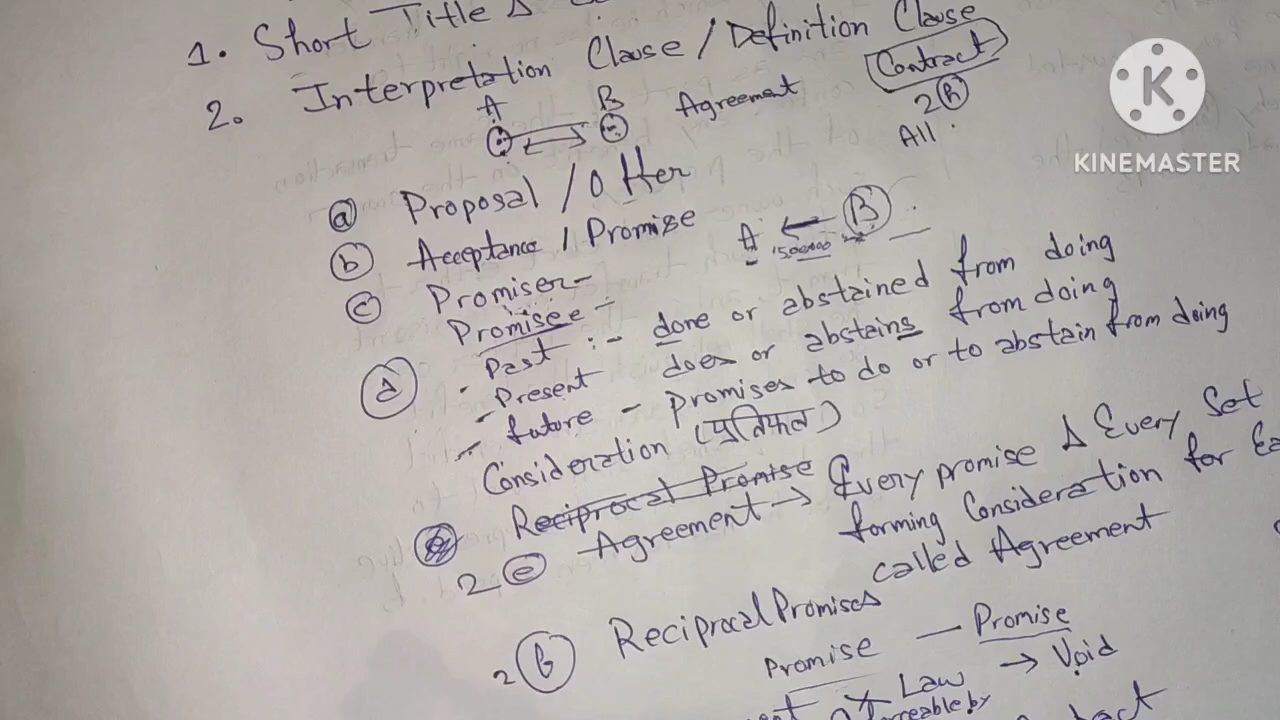 1. Short Title &
2. Interpretation Clause / Definition Clause
A B Agreement Contract
2(h)
All
KINEMASTER
(a) Proposal / Offer
(b) Acceptance / Promise
A ← B
1500000
(c) Promiser -
Promisee -
(d) . Past :- done or abstained from doing
- Present does or abstains from doing
- future - promises to do or to abstain from doing
Consideration (प्रतिफल)
Reciprocal Promise
2 (e) Agreement → Every promise & Every Set
forming Consideration for
called Agreement
2 (f) Reciprocal Promises
Promise — Promise
Law → Void
by